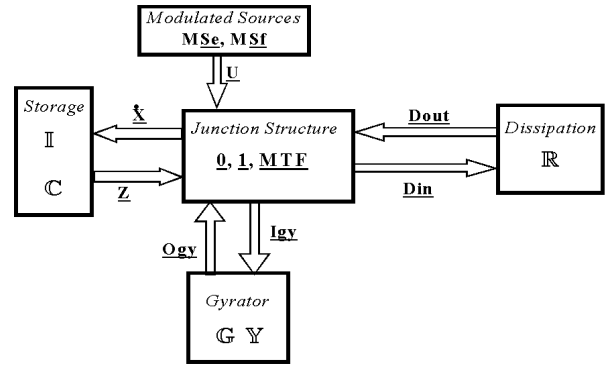 Modulated Sources
MSe, MSf
U
Storage
𝕀
ℂ
Ẋ
Z
Junction Structure
0, 1, MTF
Dout
Din
Dissipation
ℝ
Ogy
Igy
Gyrator
𝔾 𝕐